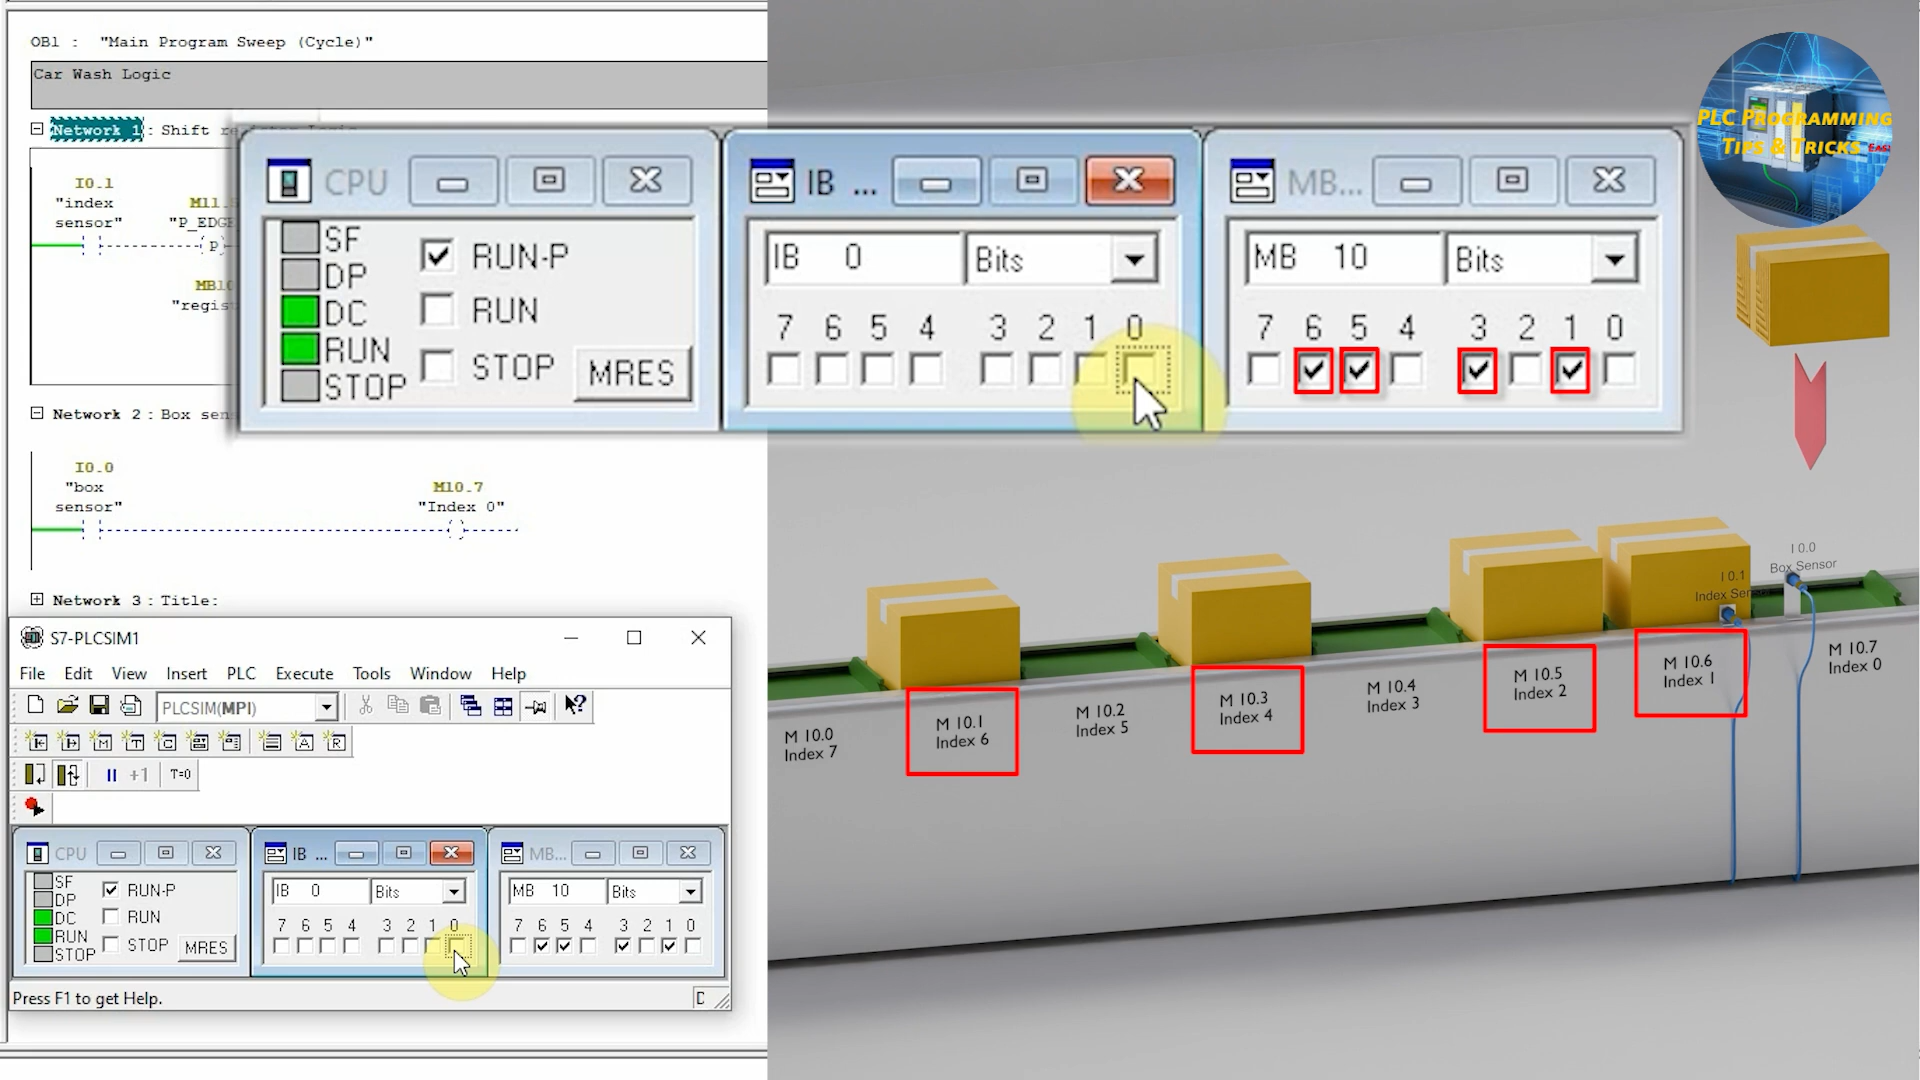 OB1 : "Main Program Sweep (Cycle)"
Car Wash Logic
Network 1: Shift
I0.1
"index
sensor"
P
Network 2: Box
I0.0
"box
sensor"
M10.7
"Index 0"
Network 3: Title:
CPU
SF
DP
DC
RUN
STOP
RUN-P
RUN
STOP
MRES
IB ...
IB 0
Bits
7 6 5 4 3 2 1 0
MB...
MB 10
Bits
7 6 5 4 3 2 1 0
PLC Programming
Tips & Tricks Easi
I 0.0
Box Sensor
I 0.1
Index Sensor
M 10.7
Index 0
M 10.6
Index 1
M 10.5
Index 2
M 10.4
Index 3
M 10.3
Index 4
M 10.2
Index 5
M 10.1
Index 6
M 10.0
Index 7
S7-PLCSIM1
File Edit View Insert PLC Execute Tools Window Help
PLCSIM(MPI)
+1 T=0
CPU
SF
DP
DC
RUN
STOP
RUN-P
RUN
STOP
MRES
IB ...
IB 0
Bits
7 6 5 4 3 2 1 0
MB...
MB 10
Bits
7 6 5 4 3 2 1 0
Press F1 to get Help.